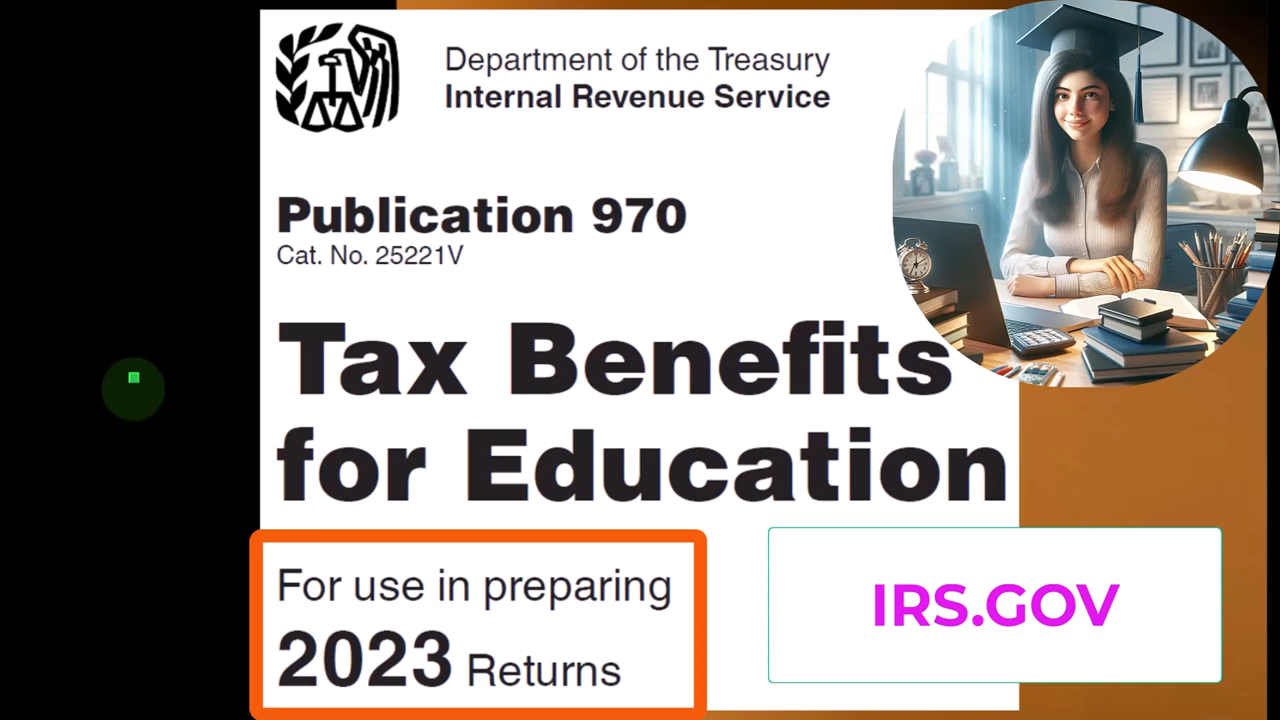 Department of the Treasury
Internal Revenue Service
Publication 970
Cat. No. 25221V
Tax Benefits
for Education
For use in preparing
2023 Returns
IRS.GOV